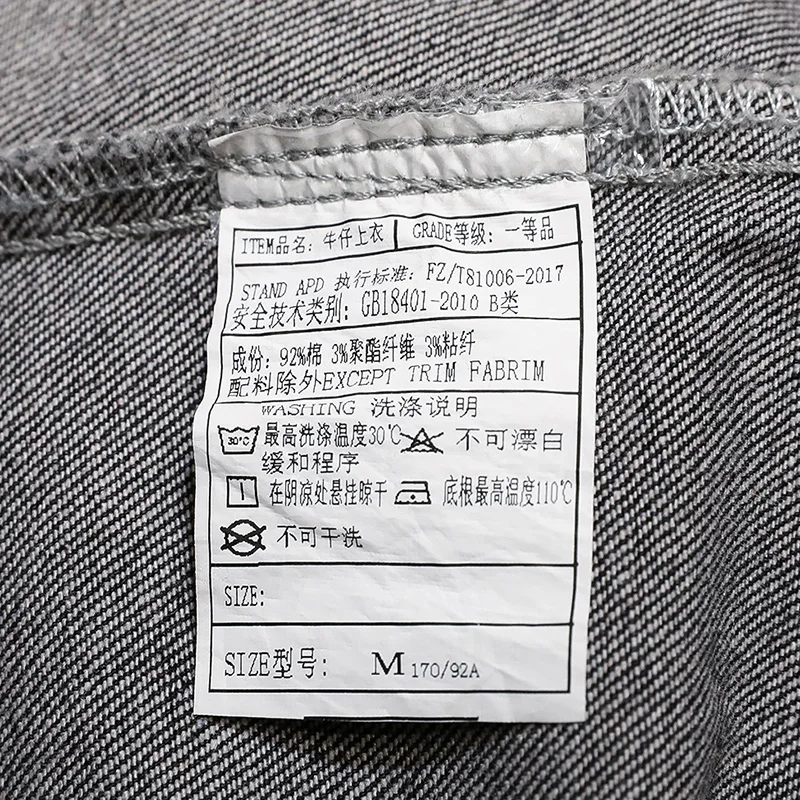 ITEM品名: 牛仔上衣 GRADE等级: 一等品
STAND APD 执行标准: FZ/T81006-2017
安全技术类别: GB18401-2010 B类
成份: 92%棉 3%聚酯纤维 3%粘纤
配料除外EXCEPT TRIM FABRIM
WASHING 洗涤说明
30°C 最高洗涤温度30℃ 不可漂白
缓和程序
在阴凉处悬挂晾干 底根最高温度110℃
不可干洗
SIZE:
SIZE型号: M 170/92A